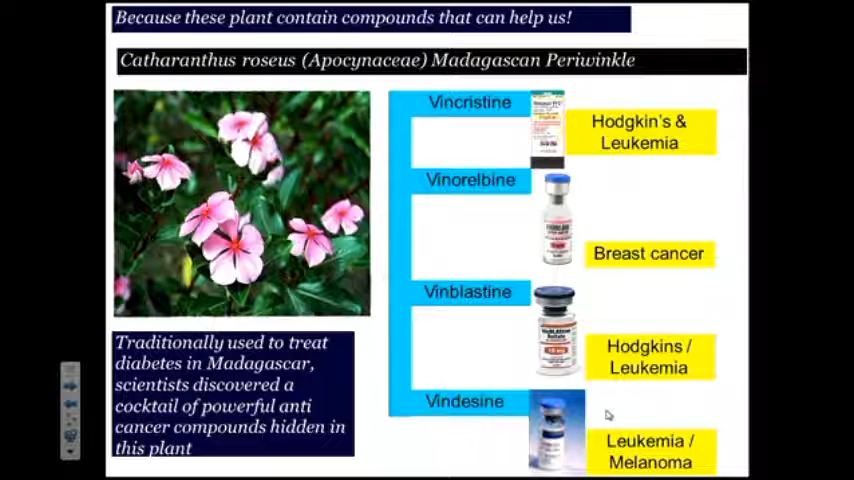 Because these plant contain compounds that can help us!
Catharanthus roseus (Apocynaceae) Madagascan Periwinkle
Vincristine
Hodgkin's &
Leukemia
Vinorelbine
Breast cancer
Vinblastine
Hodgkins /
Leukemia
Vindesine
Leukemia /
Melanoma
Traditionally used to treat
diabetes in Madagascar,
scientists discovered a
cocktail of powerful anti
cancer compounds hidden in
this plant